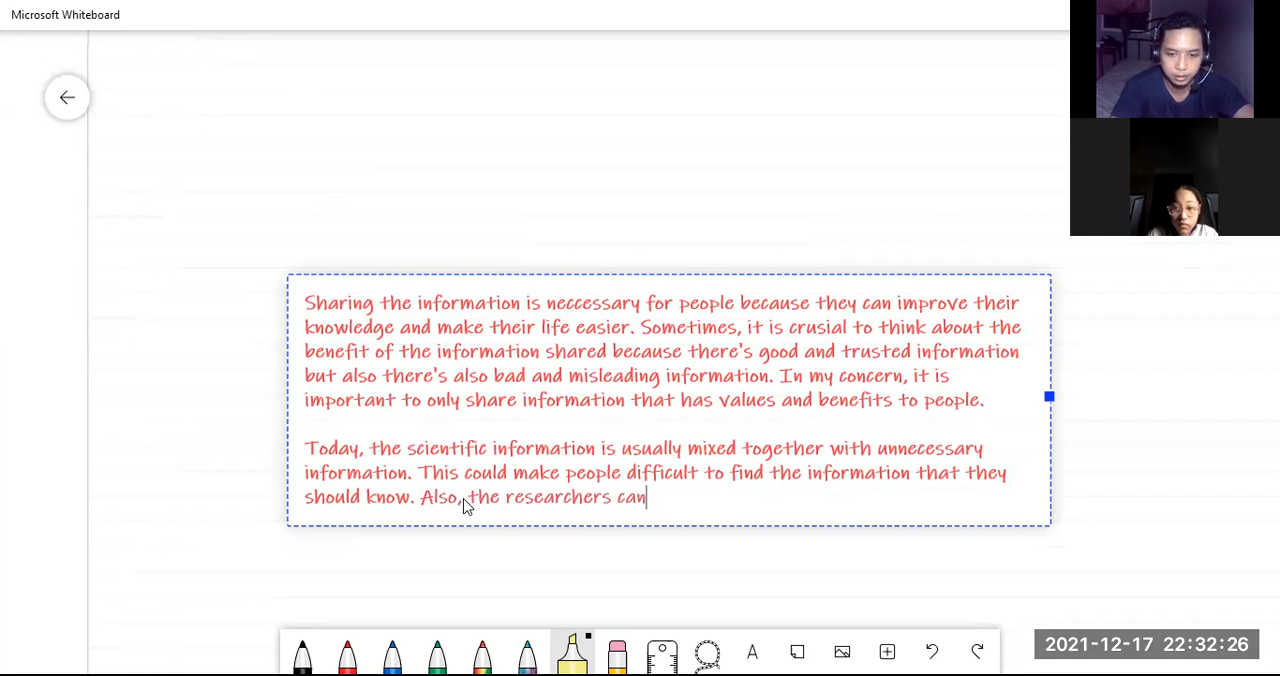 Microsoft Whiteboard
Sharing the information is neccessary for people because they can improve their
knowledge and make their life easier. Sometimes, it is crusial to think about the
benefit of the information shared because there's good and trusted information
but also there's also bad and misleading information. In my concern, it is
important to only share information that has values and benefits to people.
Today, the scientific information is usually mixed together with unnecessary
information. This could make people difficult to find the information that they
should know. Also, the researchers can
A
2021-12-17 22:32:26